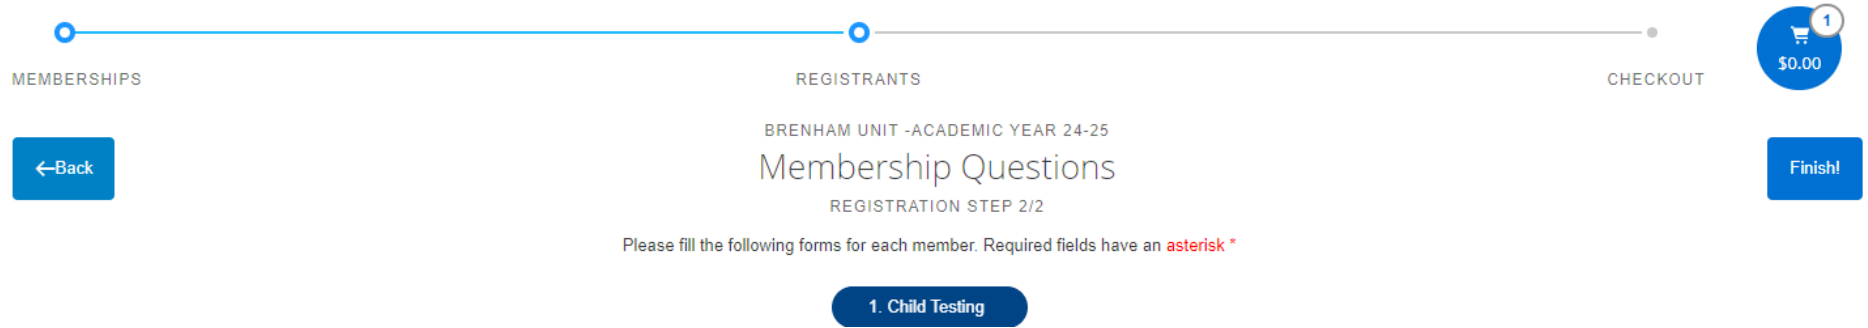 1
$0.00
MEMBERSHIPS
REGISTRANTS
CHECKOUT
BRENHAM UNIT -ACADEMIC YEAR 24-25
←Back
Membership Questions
Finish!
REGISTRATION STEP 2/2
Please fill the following forms for each member. Required fields have an asterisk *
1. Child Testing